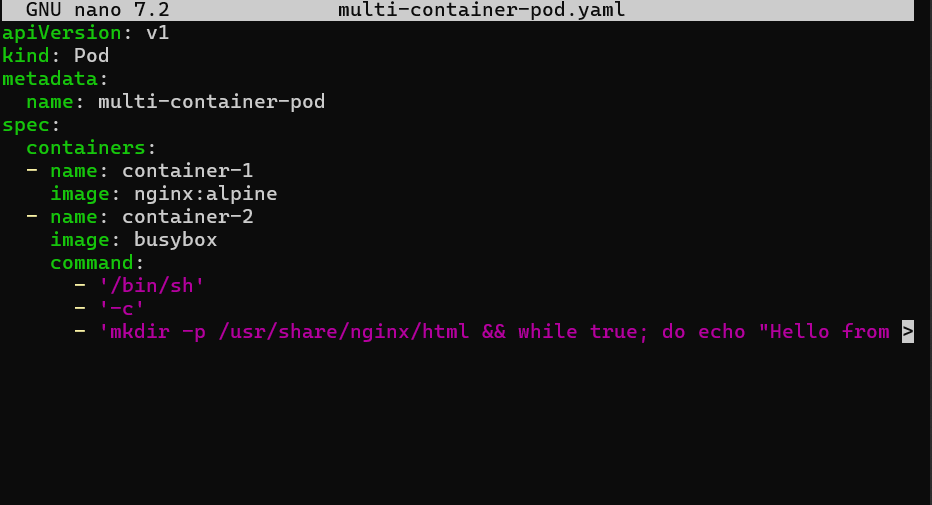 GNU nano 7.2 multi-container-pod.yaml
apiVersion: v1
kind: Pod
metadata:
  name: multi-container-pod
spec:
  containers:
  - name: container-1
    image: nginx:alpine
  - name: container-2
    image: busybox
    command:
      - '/bin/sh'
      - '-c'
      - 'mkdir -p /usr/share/nginx/html && while true; do echo "Hello from >